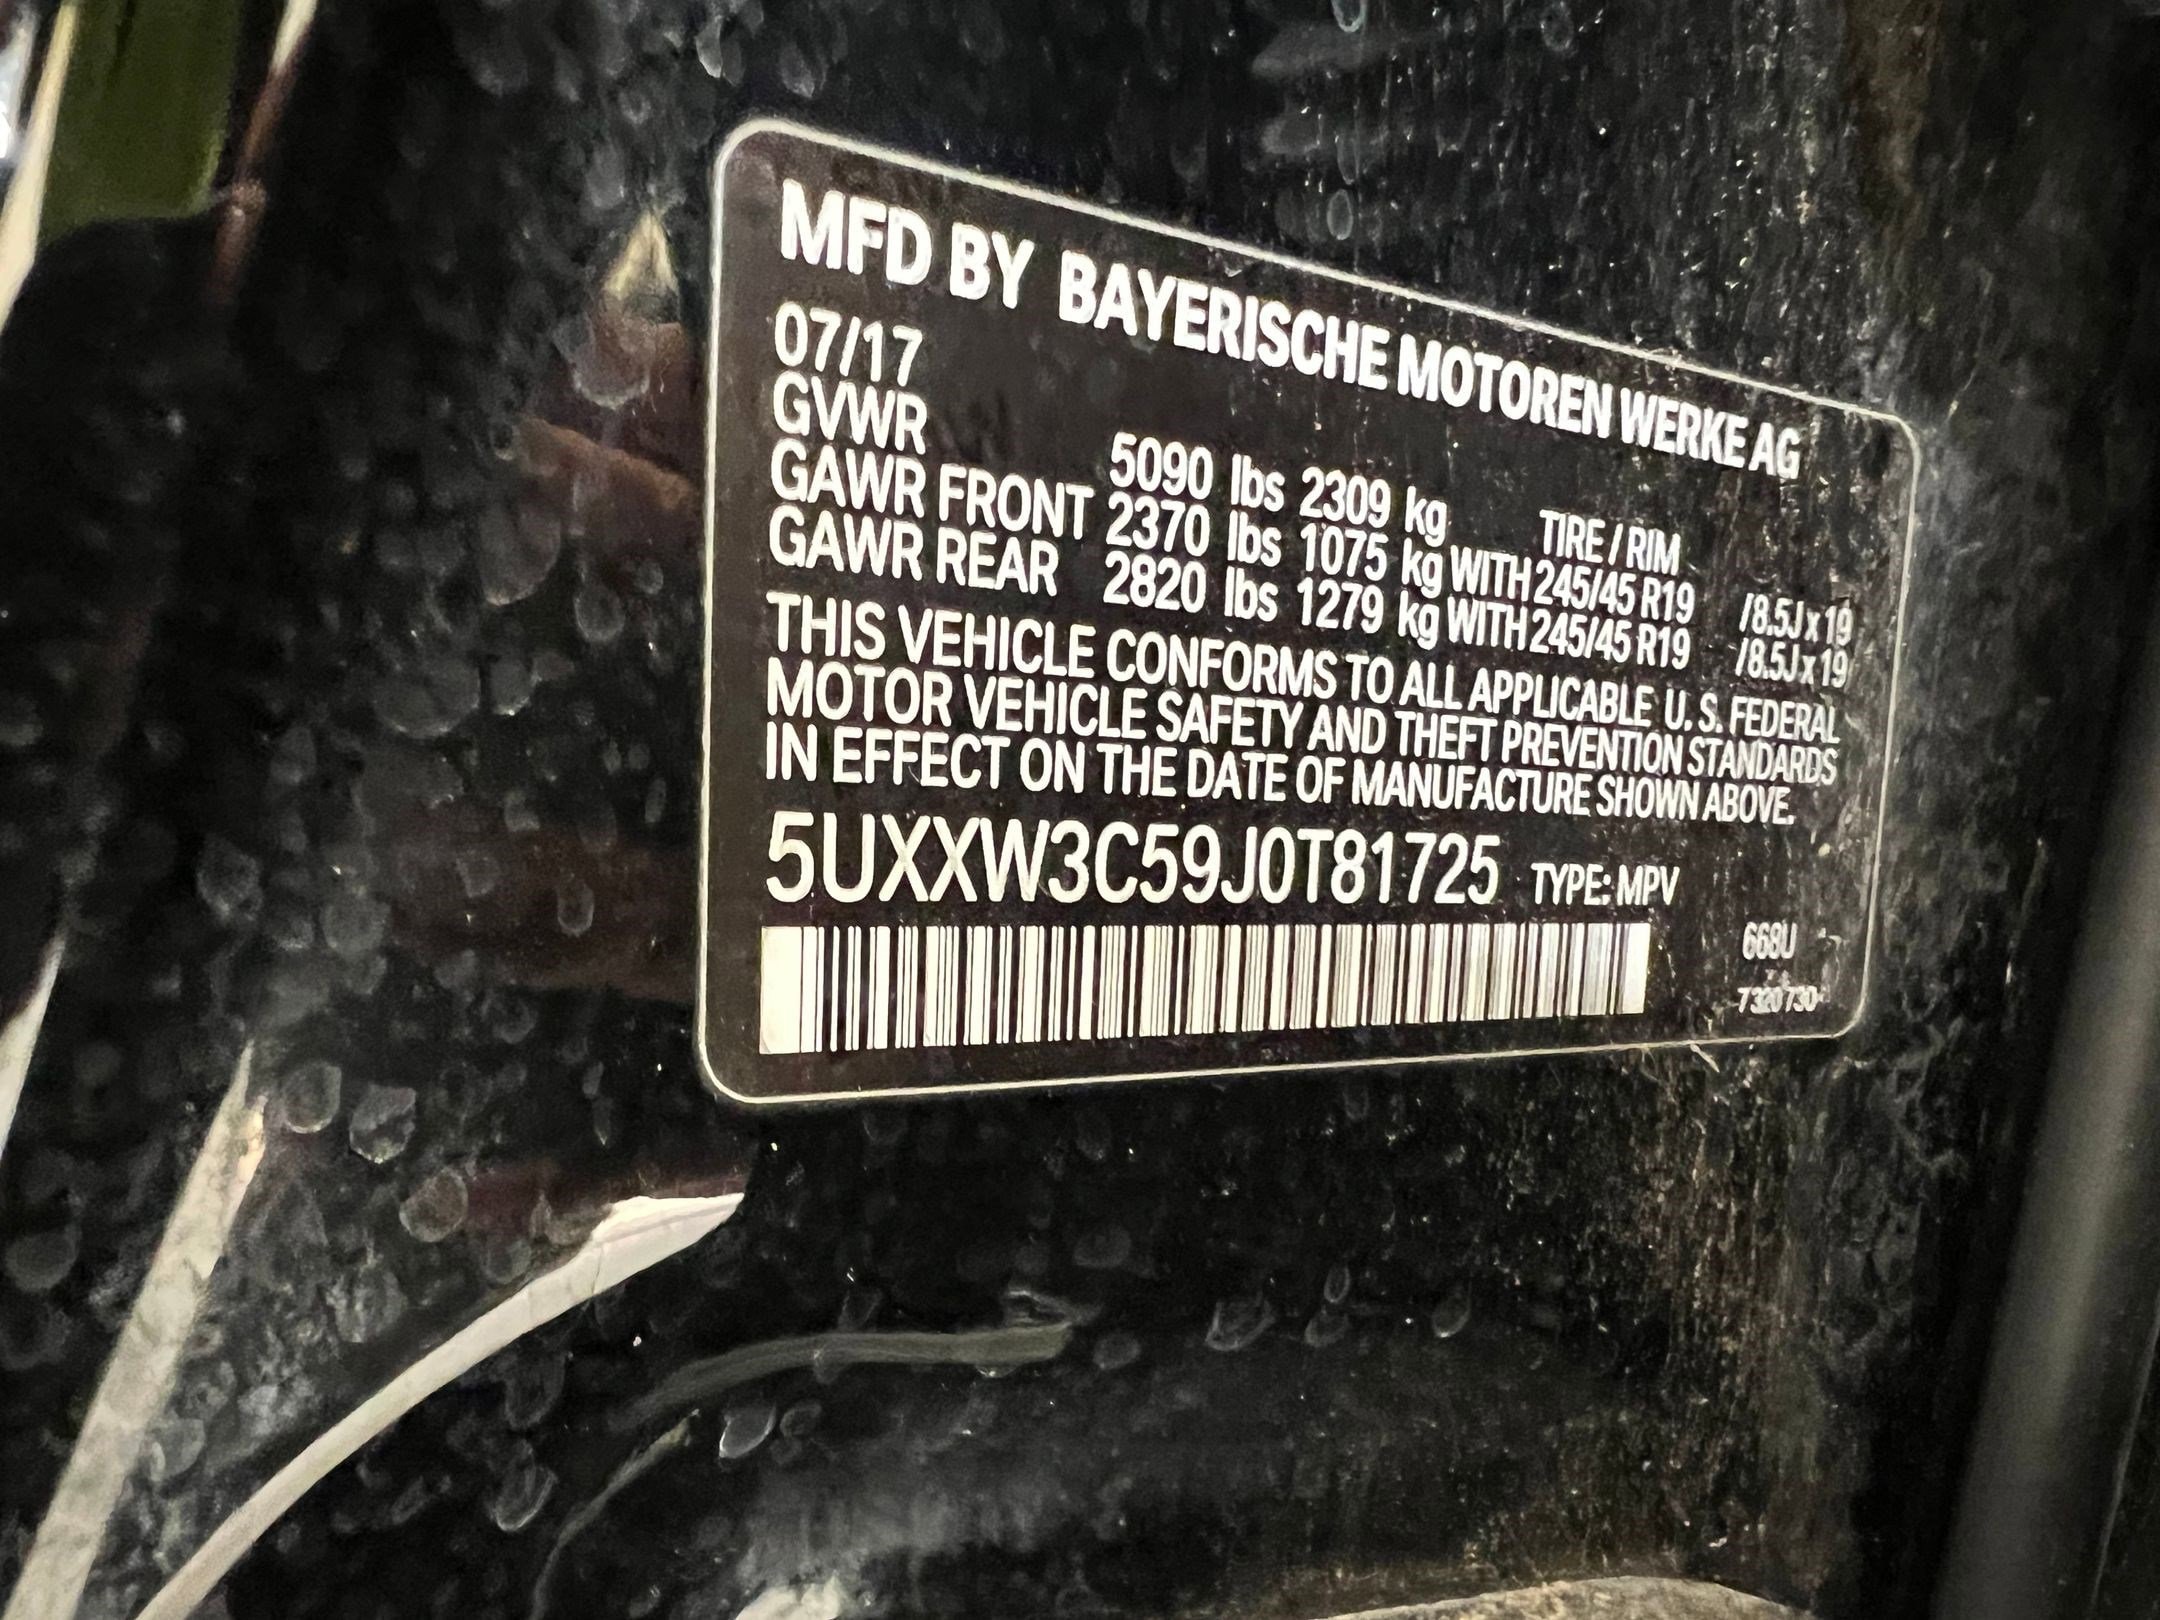 MFD BY BAYERISCHE MOTOREN WERKE AG
07/17
GVWR 5090 lbs 2309 kg TIRE / RIM
GAWR FRONT 2370 lbs 1075 kg WITH 245/45 R19 /8.5J x 19
GAWR REAR 2820 lbs 1279 kg WITH 245/45 R19 /8.5J x 19
THIS VEHICLE CONFORMS TO ALL APPLICABLE U. S. FEDERAL
MOTOR VEHICLE SAFETY AND THEFT PREVENTION STANDARDS
IN EFFECT ON THE DATE OF MANUFACTURE SHOWN ABOVE.
5UXXW3C59J0T81725 TYPE: MPV
668U